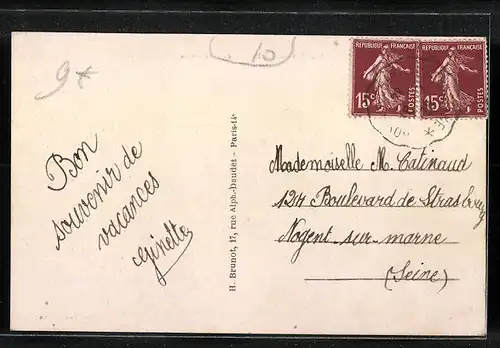 9*
10
Bon
souvenir de
vacances
Ginette
H. Brunot, 17, rue Alph.-Daudet – Paris-14ᵉ
REPUBLIQUE FRANÇAISE
15c
POSTES
REPUBLIQUE FRANÇAISE
15c
POSTES
Mademoiselle M. Catinaud
124 Boulevard de Strasbourg
Nogent-sur-marne
(Seine)